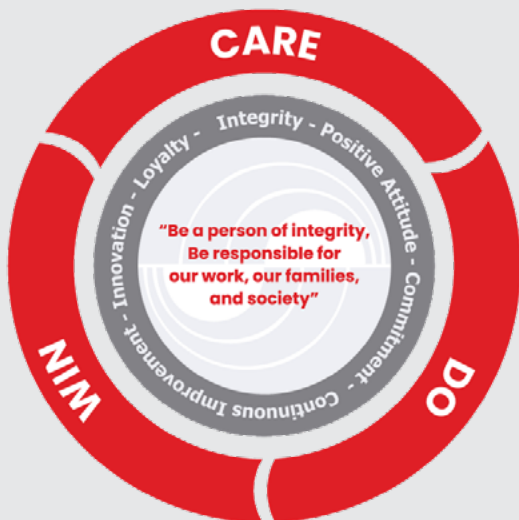 CARE
DO
WIN
Integrity - Positive Attitude - Commitment - Continuous Improvement - Innovation - Loyalty -
“Be a person of integrity,
Be responsible for
our work, our families,
and society”